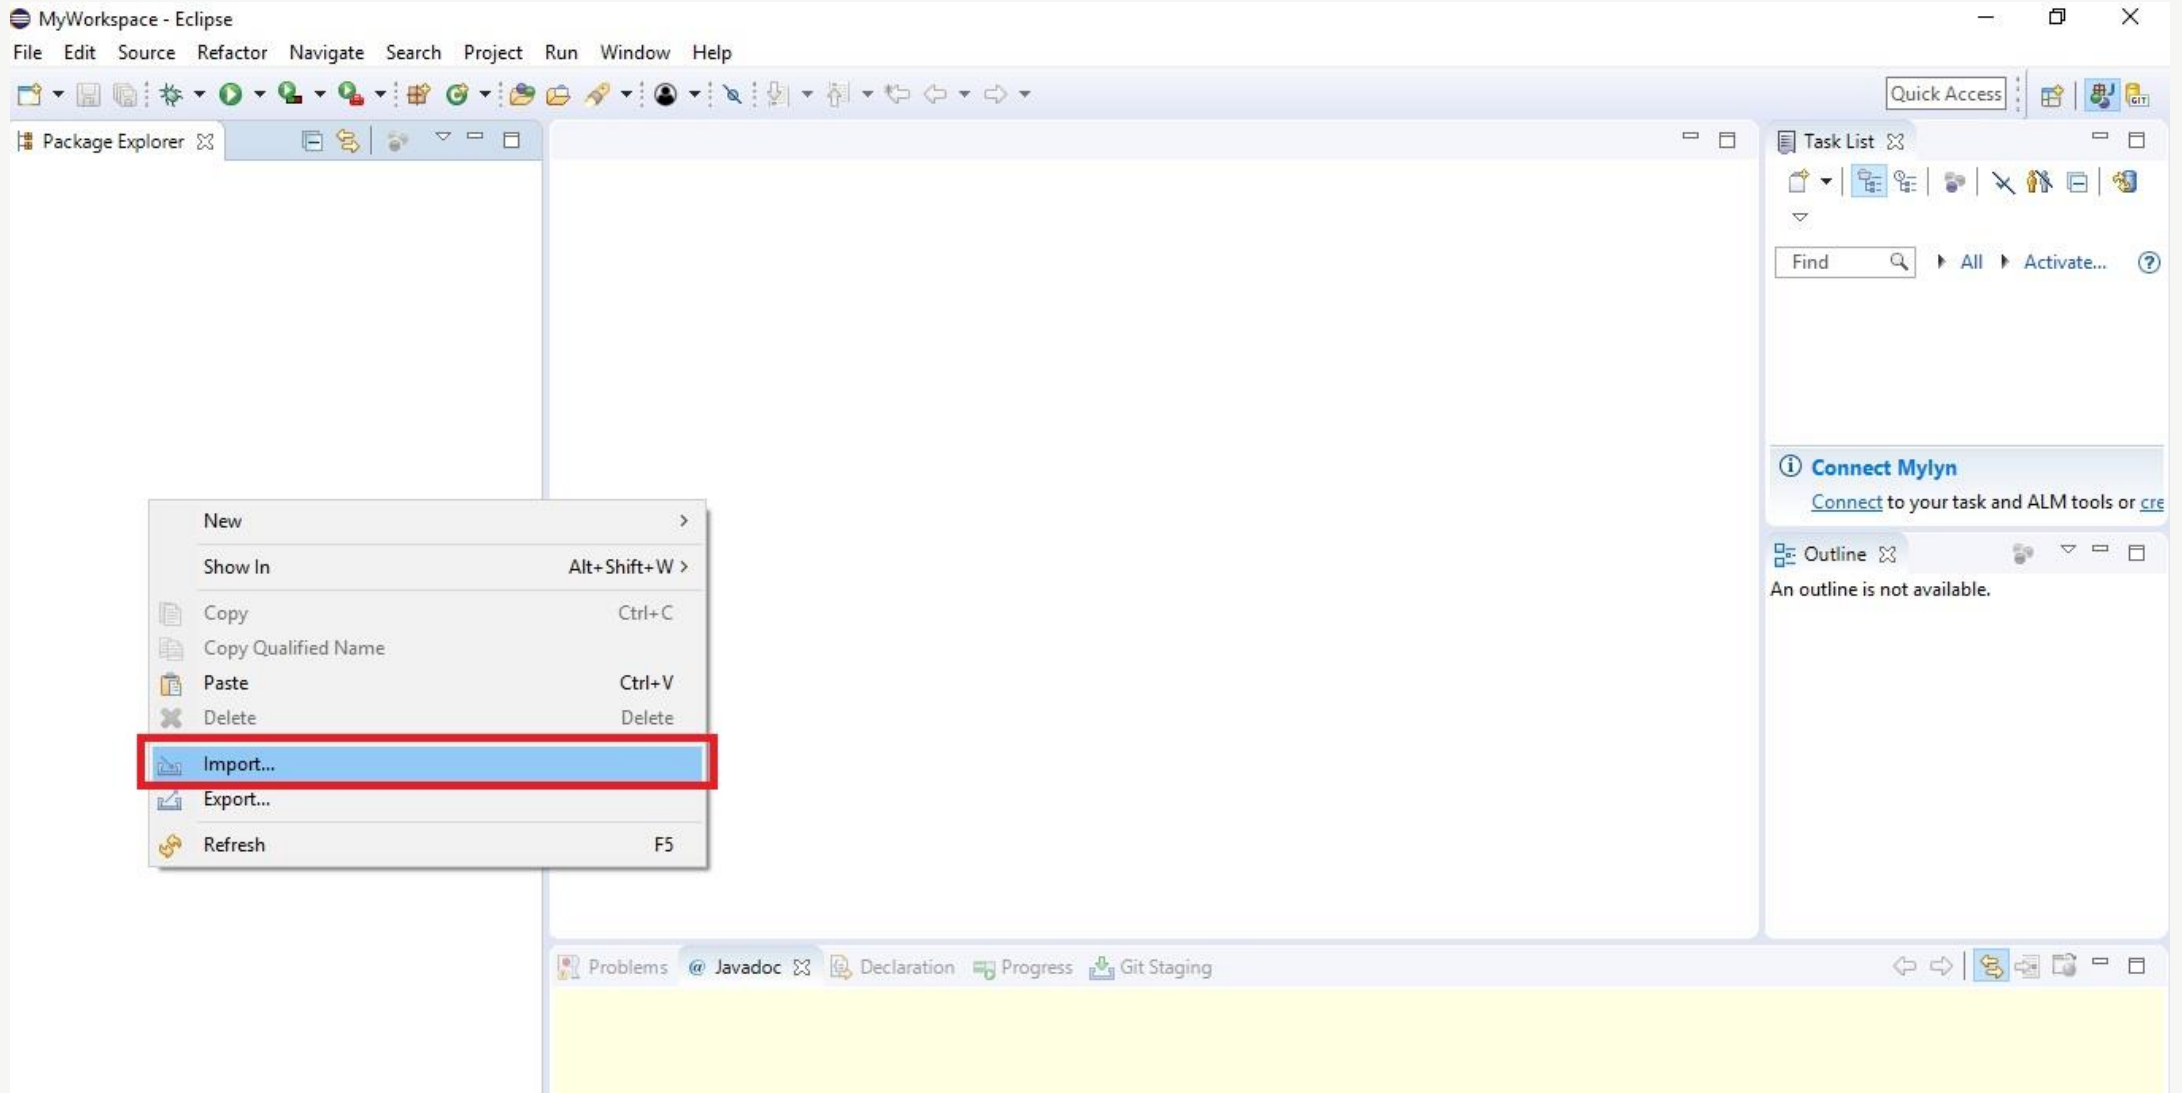 MyWorkspace - Eclipse
File Edit Source Refactor Navigate Search Project Run Window Help
Quick Access
GIT
Package Explorer
Task List
Find All Activate...
Connect Mylyn
Connect to your task and ALM tools or cre
Outline
An outline is not available.
New
Show In Alt+Shift+W
Copy Ctrl+C
Copy Qualified Name
Paste Ctrl+V
Delete Delete
Import...
Export...
Refresh F5
Problems @ Javadoc Declaration Progress Git Staging